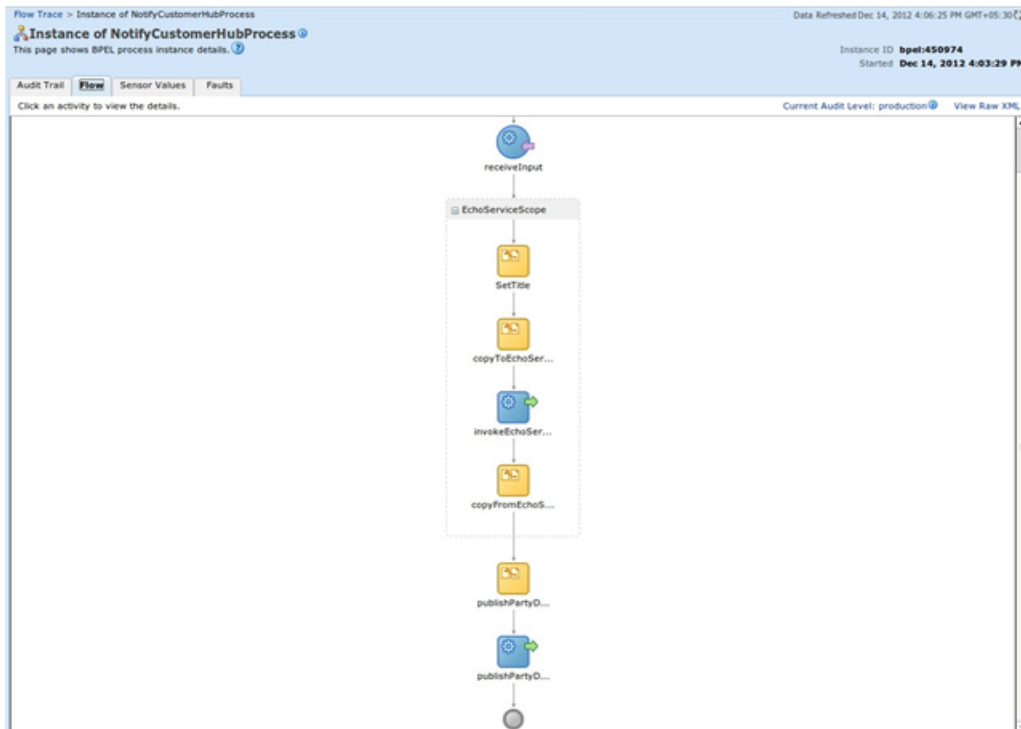 Flow Trace > Instance of NotifyCustomerHubProcess
Data Refreshed Dec 14, 2012 4:06:25 PM GMT+05:30
Instance of NotifyCustomerHubProcess
This page shows BPEL process instance details.
Instance ID bpel:450974
Started Dec 14, 2012 4:03:29 PM
Audit Trail Flow Sensor Values Faults
Click an activity to view the details.
Current Audit Level: production View Raw XML
receiveInput
EchoServiceScope
SetTitle
copyToEchoSer...
invokeEchoSer...
copyFromEchoS...
publishPartyD...
publishPartyD...